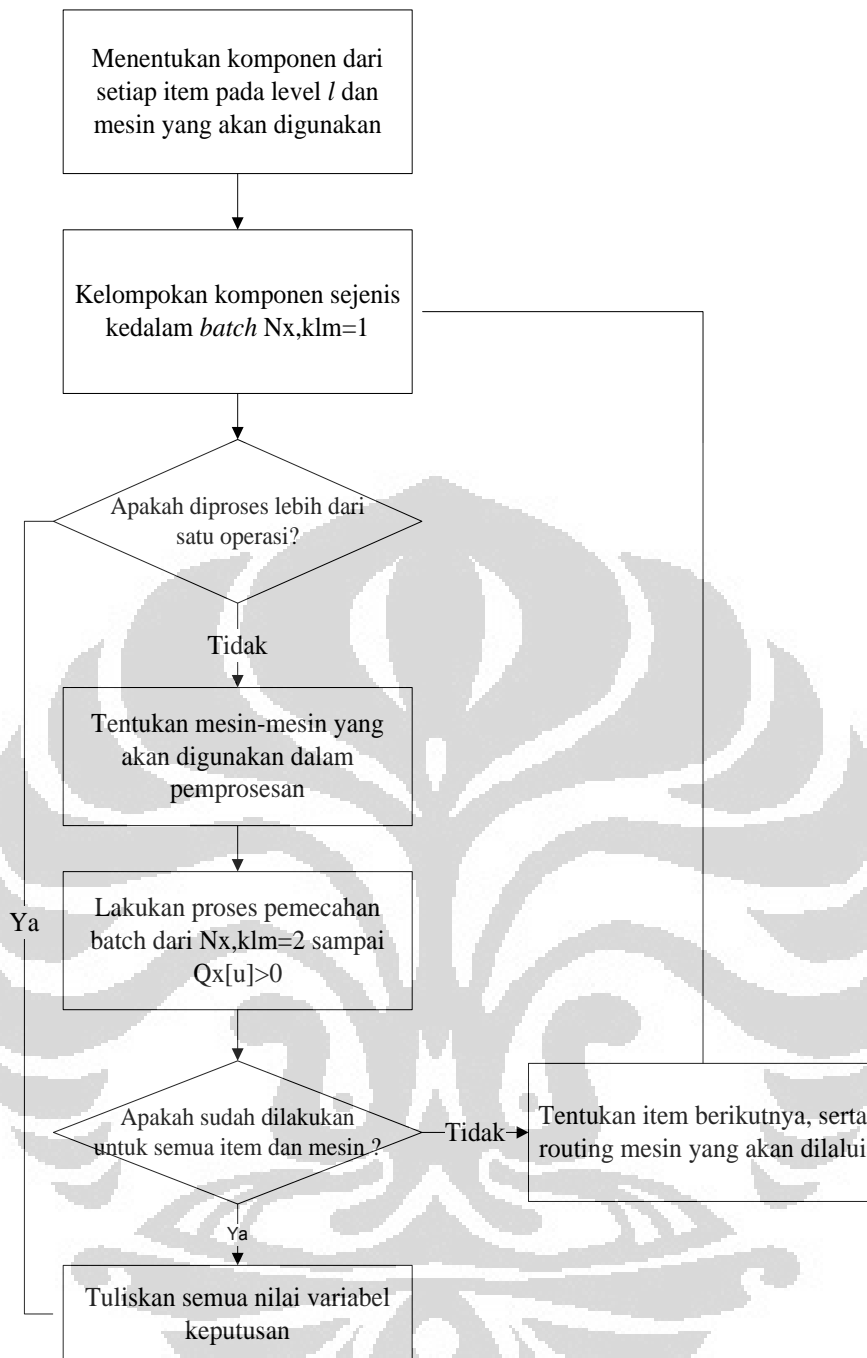 Menentukan komponen dari
setiap item pada level l dan
mesin yang akan digunakan
Kelompokan komponen sejenis
kedalam batch Nx,klm=1
Apakah diproses lebih dari
satu operasi?
Tidak
Tentukan mesin-mesin yang
akan digunakan dalam
pemprosesan
Ya
Lakukan proses pemecahan
batch dari Nx,klm=2 sampai
Qx[u]>0
Apakah sudah dilakukan
untuk semua item dan mesin ?
Tidak
Tentukan item berikutnya, serta
routing mesin yang akan dilalui
Ya
Tuliskan semua nilai variabel
keputusan